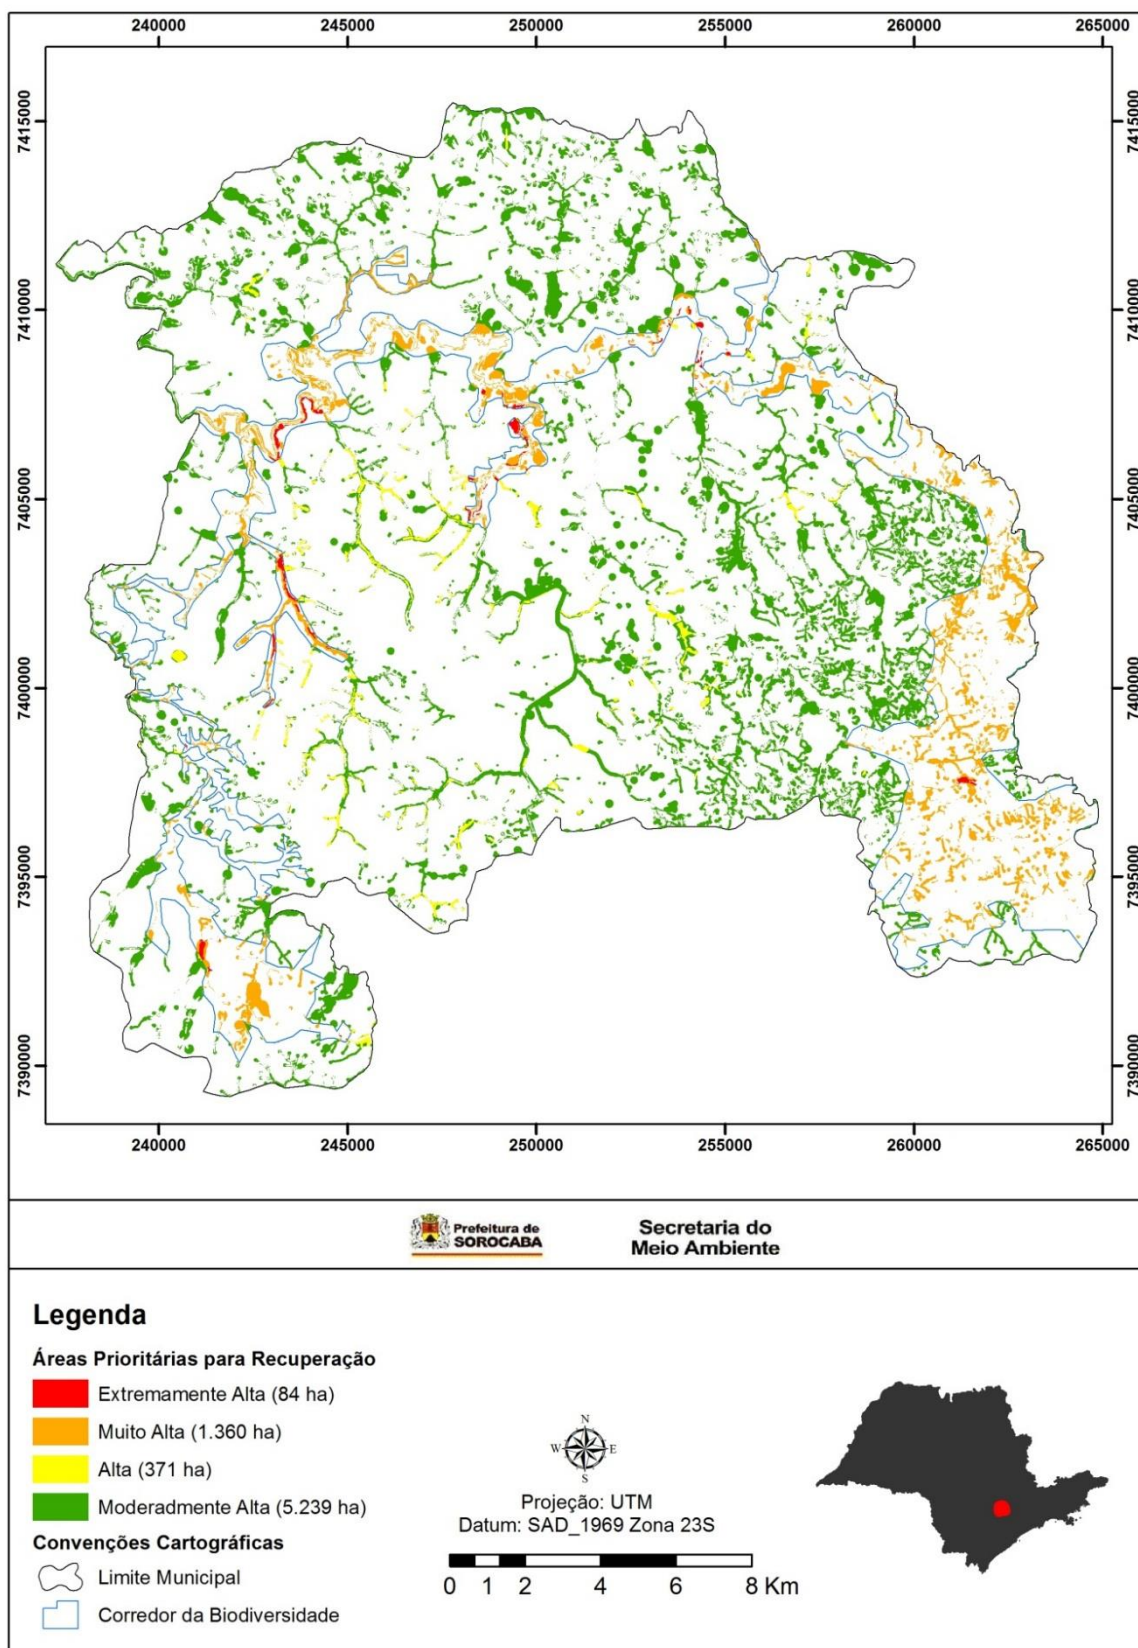 240000 245000 250000 255000 260000 265000
7415000 7415000
7410000 7410000
7405000 7405000
7400000 7400000
7395000 7395000
7390000 7390000
240000 245000 250000 255000 260000 265000
Prefeitura de
SOROCABA
Secretaria do
Meio Ambiente
Legenda
Áreas Prioritárias para Recuperação
Extremamente Alta (84 ha)
Muito Alta (1.360 ha)
Alta (371 ha)
Moderadmente Alta (5.239 ha)
Convenções Cartográficas
Limite Municipal
Corredor da Biodiversidade
N
W E
S
Projeção: UTM
Datum: SAD_1969 Zona 23S
0 1 2 4 6 8 Km